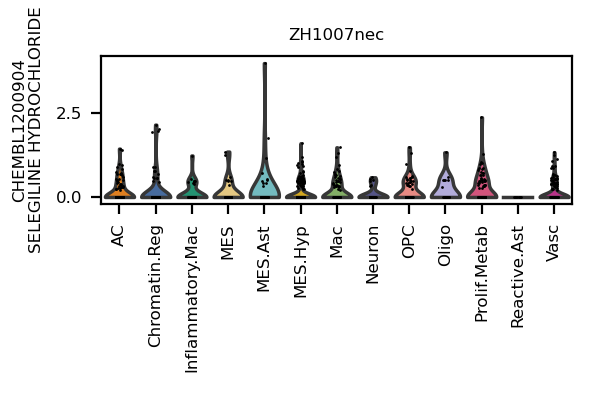 ZH1007nec
CHEMBL1200904
SELEGILINE HYDROCHLORIDE
2.5
0.0
AC
Chromatin.Reg
Inflammatory.Mac
MES
MES.Ast
MES.Hyp
Mac
Neuron
OPC
Oligo
Prolif.Metab
Reactive.Ast
Vasc